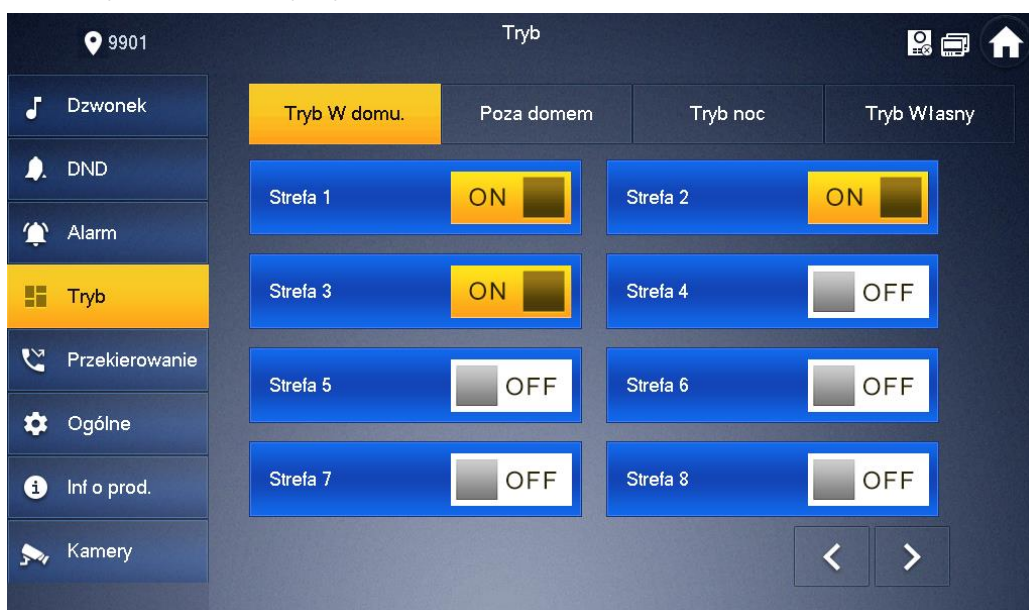 9901
Tryb
Dzwonek
DND
Alarm
Tryb
Przekierowanie
Ogólne
Inf o prod.
Kamery
Tryb W domu.
Poza domem
Tryb noc
Tryb Własny
Strefa 1 ON
Strefa 2 ON
Strefa 3 ON
Strefa 4 OFF
Strefa 5 OFF
Strefa 6 OFF
Strefa 7 OFF
Strefa 8 OFF